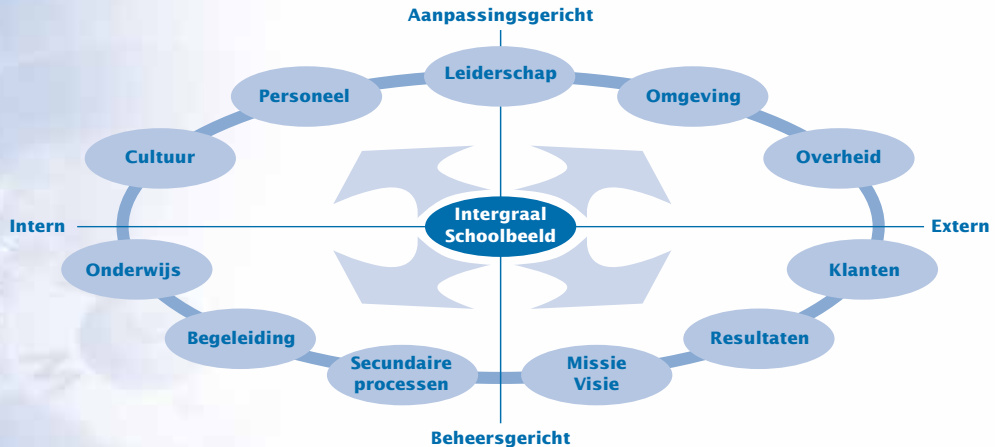 Aanpassingsgericht
Leiderschap
Personeel
Omgeving
Cultuur
Overheid
Intergraal
Schoolbeeld
Intern
Extern
Onderwijs
Klanten
Begeleiding
Resultaten
Secundaire
processen
Missie
Visie
Beheersgericht